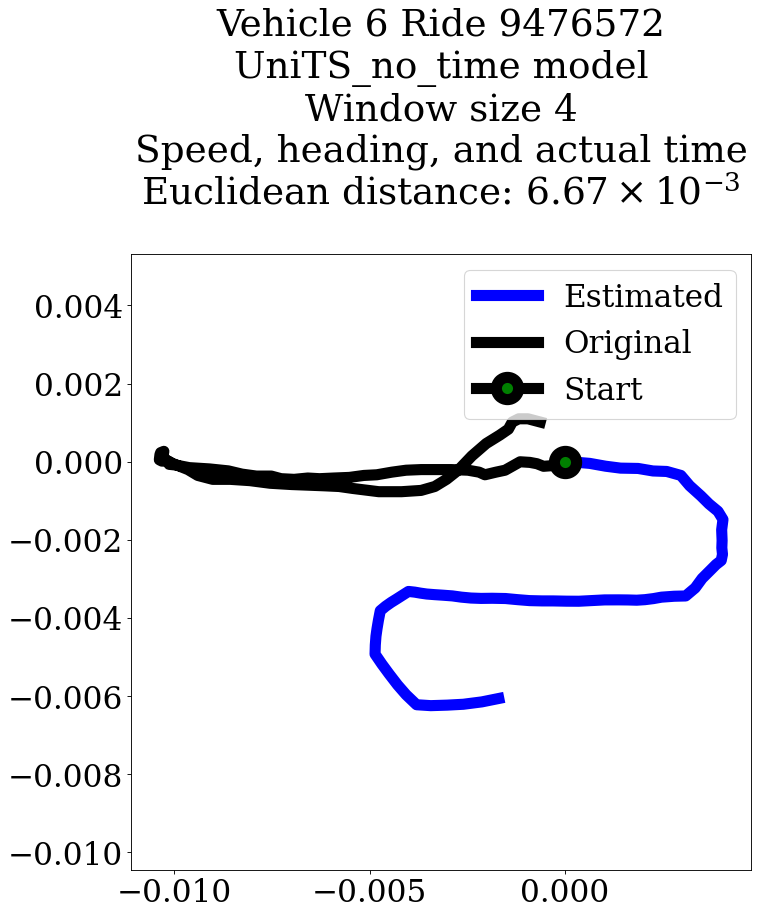 Vehicle 6 Ride 9476572
UniTS_no_time model
Window size 4
Speed, heading, and actual time
Euclidean distance: 6.67 × 10⁻³
Estimated
Original
Start
0.004
0.002
0.000
−0.002
−0.004
−0.006
−0.008
−0.010
−0.010 −0.005 0.000